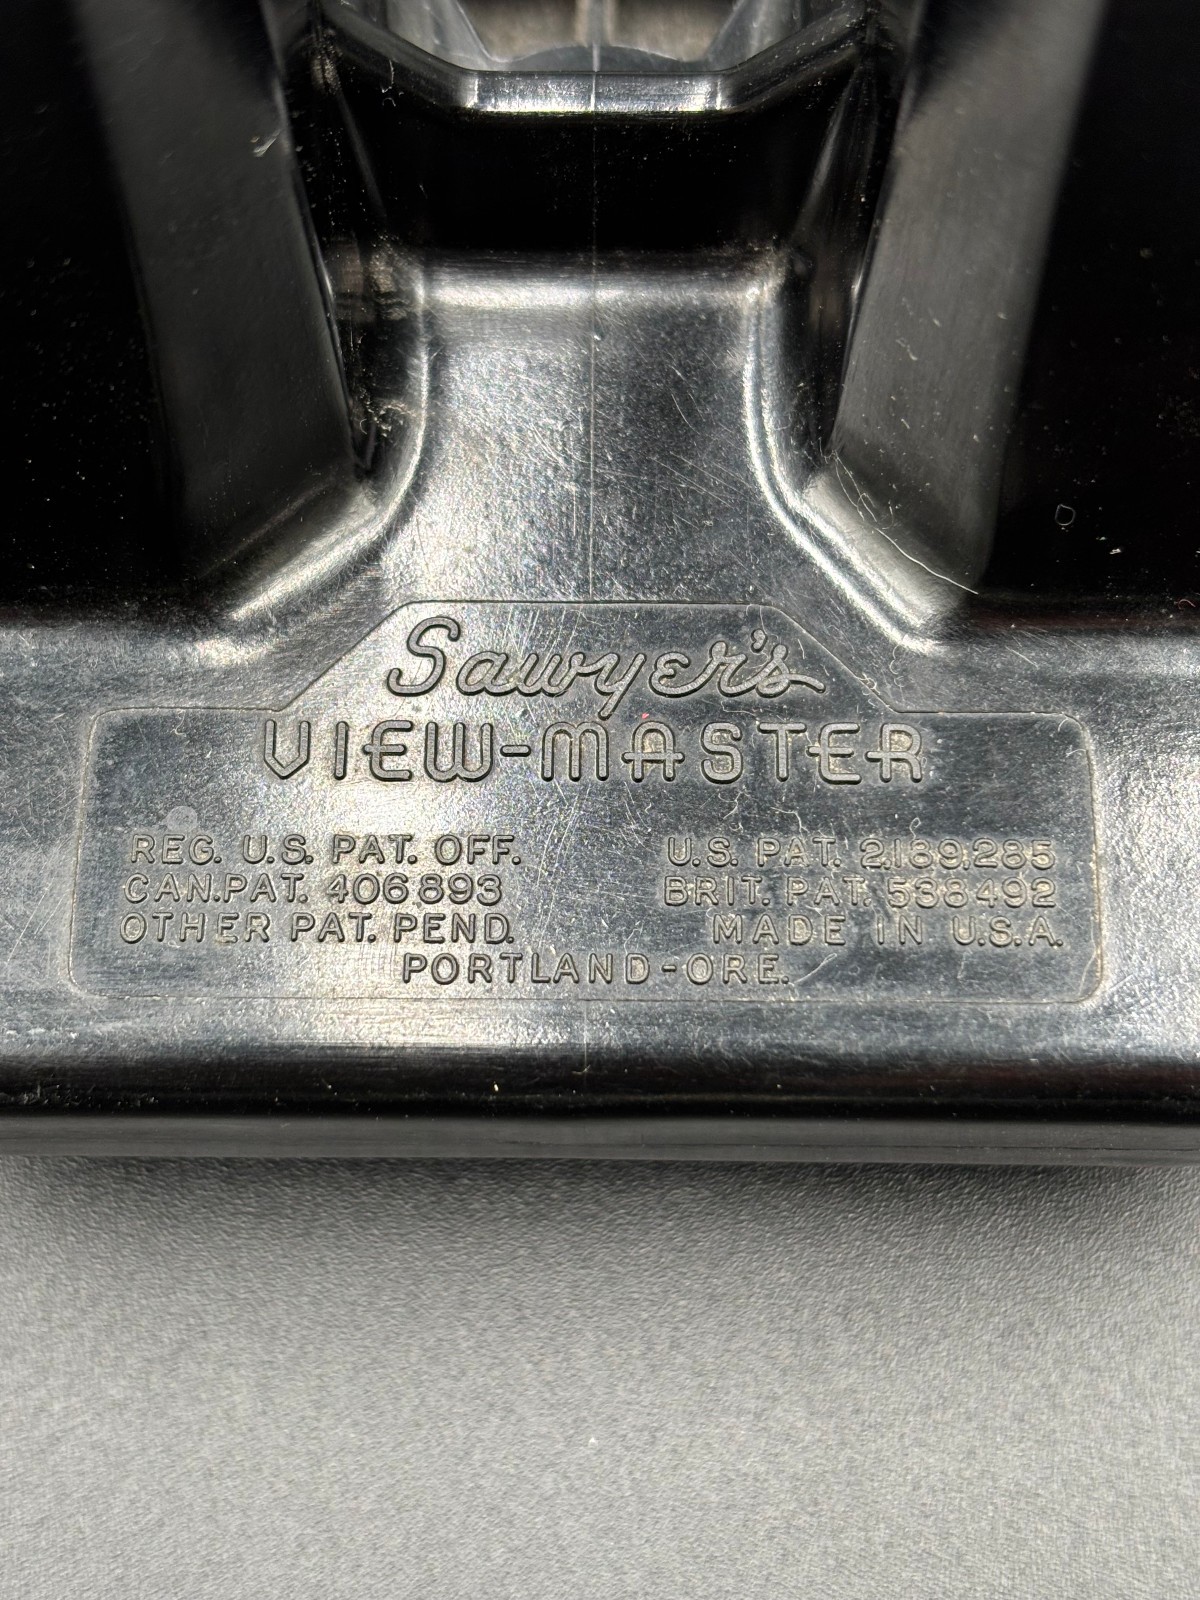 Sawyer's
VIEW-MASTER
REG. U.S. PAT. OFF. U.S. PAT. 2,189,285
CAN.PAT. 406893 BRIT. PAT. 538492
OTHER PAT. PEND. MADE IN U.S.A.
PORTLAND-ORE.